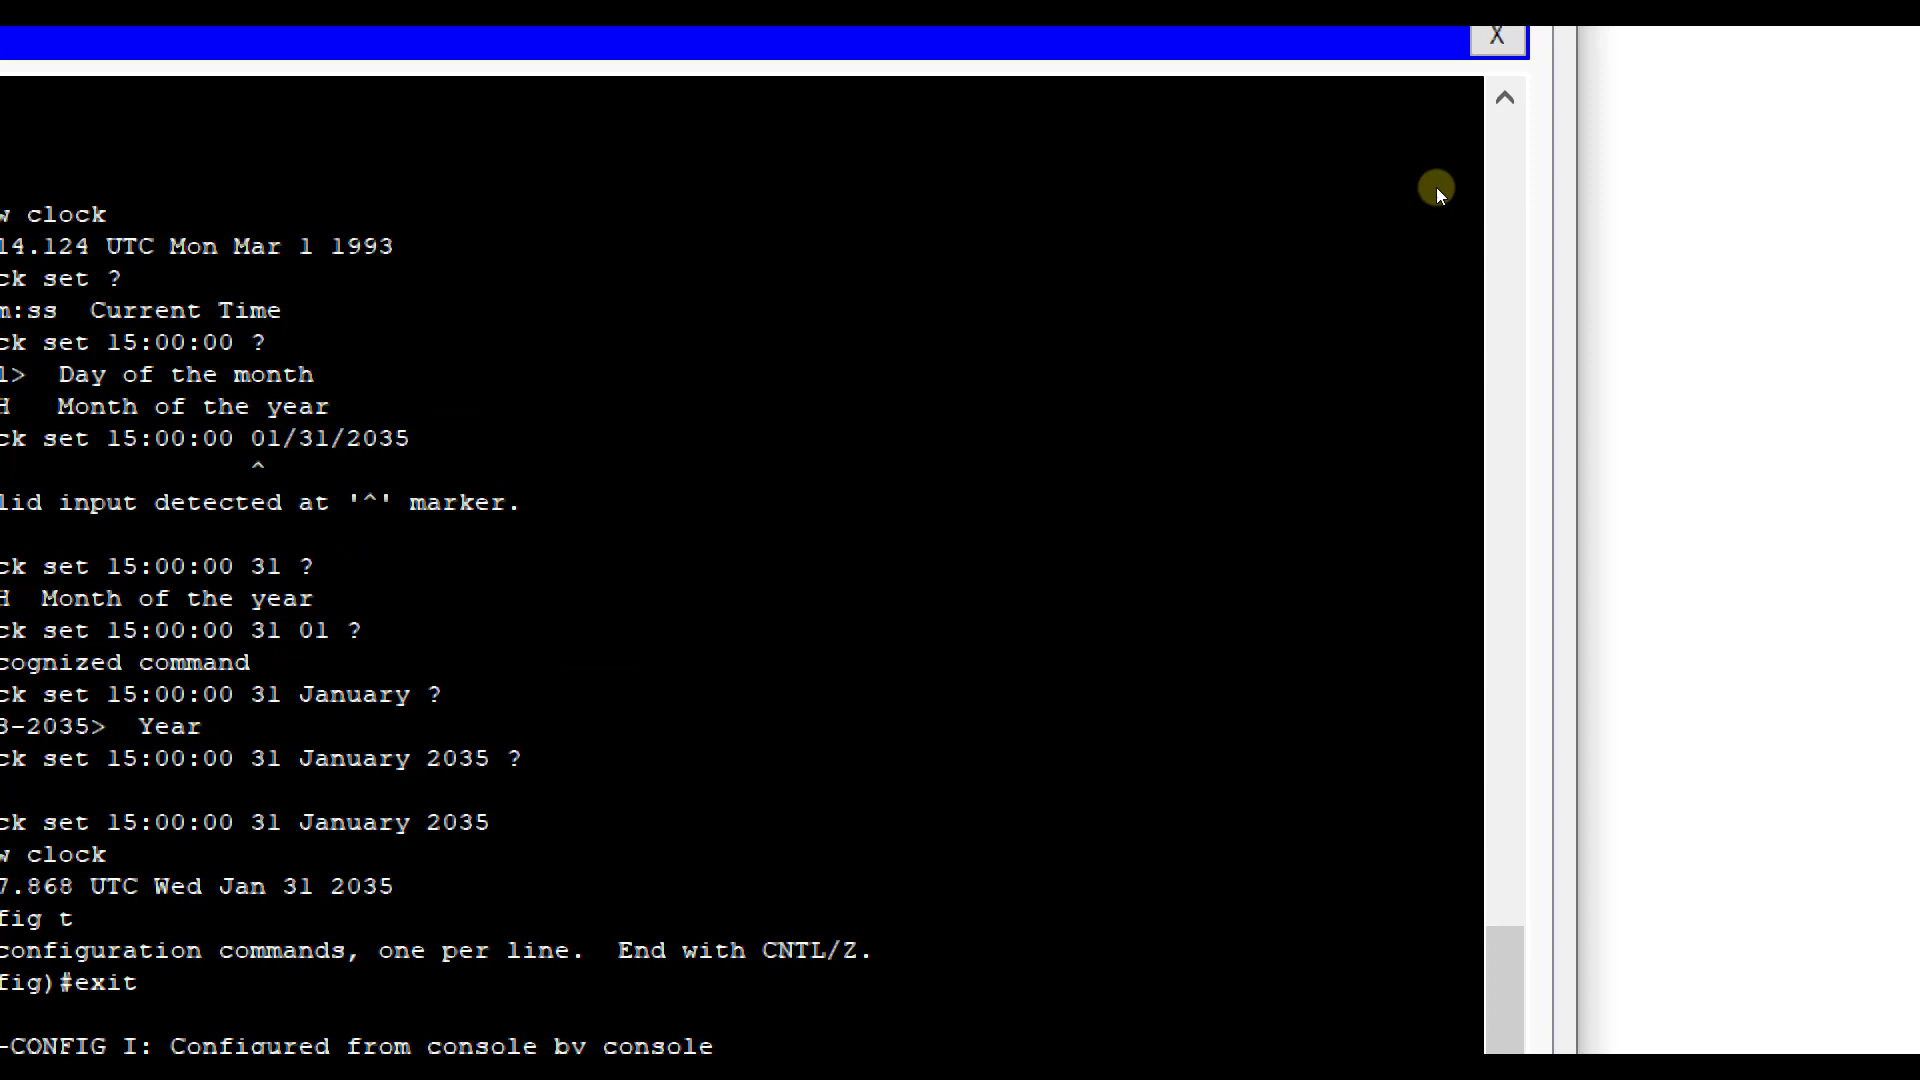 X
w clock
14.124 UTC Mon Mar 1 1993
ck set ?
m:ss  Current Time
ck set 15:00:00 ?
1>  Day of the month
H   Month of the year
ck set 15:00:00 01/31/2035
^
lid input detected at '^' marker.
ck set 15:00:00 31 ?
H  Month of the year
ck set 15:00:00 31 01 ?
cognized command
ck set 15:00:00 31 January ?
3-2035>  Year
ck set 15:00:00 31 January 2035 ?
ck set 15:00:00 31 January 2035
w clock
7.868 UTC Wed Jan 31 2035
fig t
configuration commands, one per line.  End with CNTL/Z.
fig)#exit
-CONFIG I: Configured from console by console